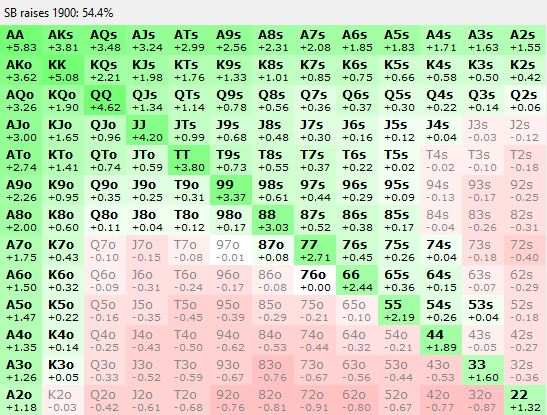 SB raises 1900: 54.4%
AA AKs AQs AJs ATs A9s A8s A7s A6s A5s A4s A3s A2s
+5.83 +3.81 +3.48 +3.24 +2.99 +2.56 +2.31 +2.08 +1.85 +1.83 +1.71 +1.63 +1.55
AKo KK KQs KJs KTs K9s K8s K7s K6s K5s K4s K3s K2s
+3.62 +5.08 +2.21 +1.98 +1.76 +1.33 +1.01 +0.85 +0.75 +0.66 +0.58 +0.50 +0.42
AQo KQo QQ QJs QTs Q9s Q8s Q7s Q6s Q5s Q4s Q3s Q2s
+3.26 +1.90 +4.62 +1.34 +1.14 +0.78 +0.56 +0.36 +0.37 +0.30 +0.22 +0.14 +0.06
AJo KJo QJo JJ JTs J9s J8s J7s J6s J5s J4s J3s J2s
+3.00 +1.65 +0.96 +4.20 +0.99 +0.68 +0.48 +0.30 +0.16 +0.12 +0.04 -0.03 -0.12
ATo KTo QTo JTo TT T9s T8s T7s T6s T5s T4s T3s T2s
+2.74 +1.41 +0.74 +0.59 +3.80 +0.73 +0.55 +0.37 +0.22 +0.02 -0.02 -0.10 -0.18
A9o K9o Q9o J9o T9o 99 98s 97s 96s 95s 94s 93s 92s
+2.26 +0.95 +0.35 +0.25 +0.31 +3.37 +0.61 +0.44 +0.29 +0.09 -0.13 -0.17 -0.25
A8o K8o Q8o J8o T8o 98o 88 87s 86s 85s 84s 83s 82s
+2.00 +0.60 +0.11 +0.04 +0.12 +0.17 +3.03 +0.52 +0.38 +0.17 -0.04 -0.26 -0.31
A7o K7o Q7o J7o T7o 97o 87o 77 76s 75s 74s 73s 72s
+1.75 +0.43 -0.10 -0.15 -0.08 -0.01 +0.08 +2.71 +0.45 +0.26 +0.04 -0.18 -0.40
A6o K6o Q6o J6o T6o 96o 86o 76o 66 65s 64s 63s 62s
+1.50 +0.32 -0.09 -0.31 -0.24 -0.16 -0.08 +0.00 +2.44 +0.36 +0.15 -0.07 -0.29
A5o K5o Q5o J5o T5o 95o 85o 75o 65o 55 54s 53s 52s
+1.47 +0.22 -0.16 -0.35 -0.45 -0.39 -0.29 -0.21 -0.10 +2.19 +0.26 +0.04 -0.18
A4o K4o Q4o J4o T4o 94o 84o 74o 64o 54o 44 43s 42s
+1.35 +0.14 -0.25 -0.43 -0.50 -0.62 -0.53 -0.44 -0.32 -0.21 +1.89 -0.05 -0.27
A3o K3o Q3o J3o T3o 93o 83o 73o 63o 53o 43o 33 32s
+1.26 +0.05 -0.33 -0.52 -0.59 -0.67 -0.76 -0.67 -0.56 -0.44 -0.53 +1.60 -0.36
A2o K2o Q2o J2o T2o 92o 82o 72o 62o 52o 42o 32o 22
+1.18 -0.03 -0.42 -0.61 -0.68 -0.76 -0.81 -0.91 -0.80 -0.67 -0.77 -0.86 +1.32